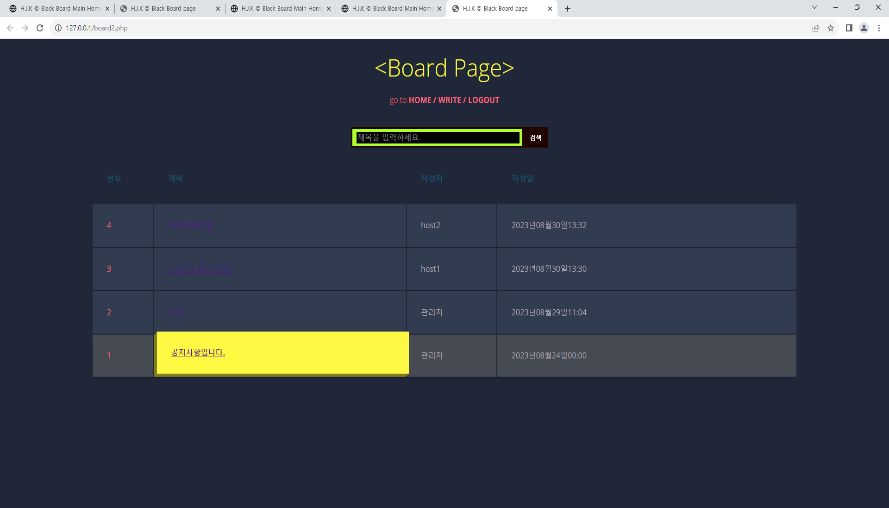 H.J.K © Black Board Main Hom
H.J.K © Black Board page
H.J.K © Black Board Main Hom
H.J.K © Black Board Main Hom
H.J.K © Black Board page
127.0.0.1/board2.php
<Board Page>
go to HOME / WRITE / LOGOUT
제목을 입력하세요.
검색
번호 제목 작성자 작성일
4 host2 2023년08월30일13:32
3 host1 2023년08월30일13:30
2 관리자 2023년08월29일11:04
1 공지사항입니다. 관리자 2023년08월24일00:00